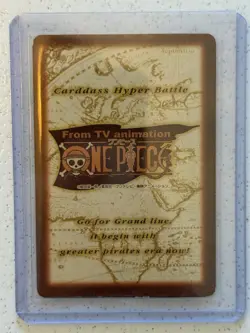 Carddass Hyper Battle
From TV animation
ワンピース
ONE PIECE
Go for Grand line,
it begin with
greater pirates era now!